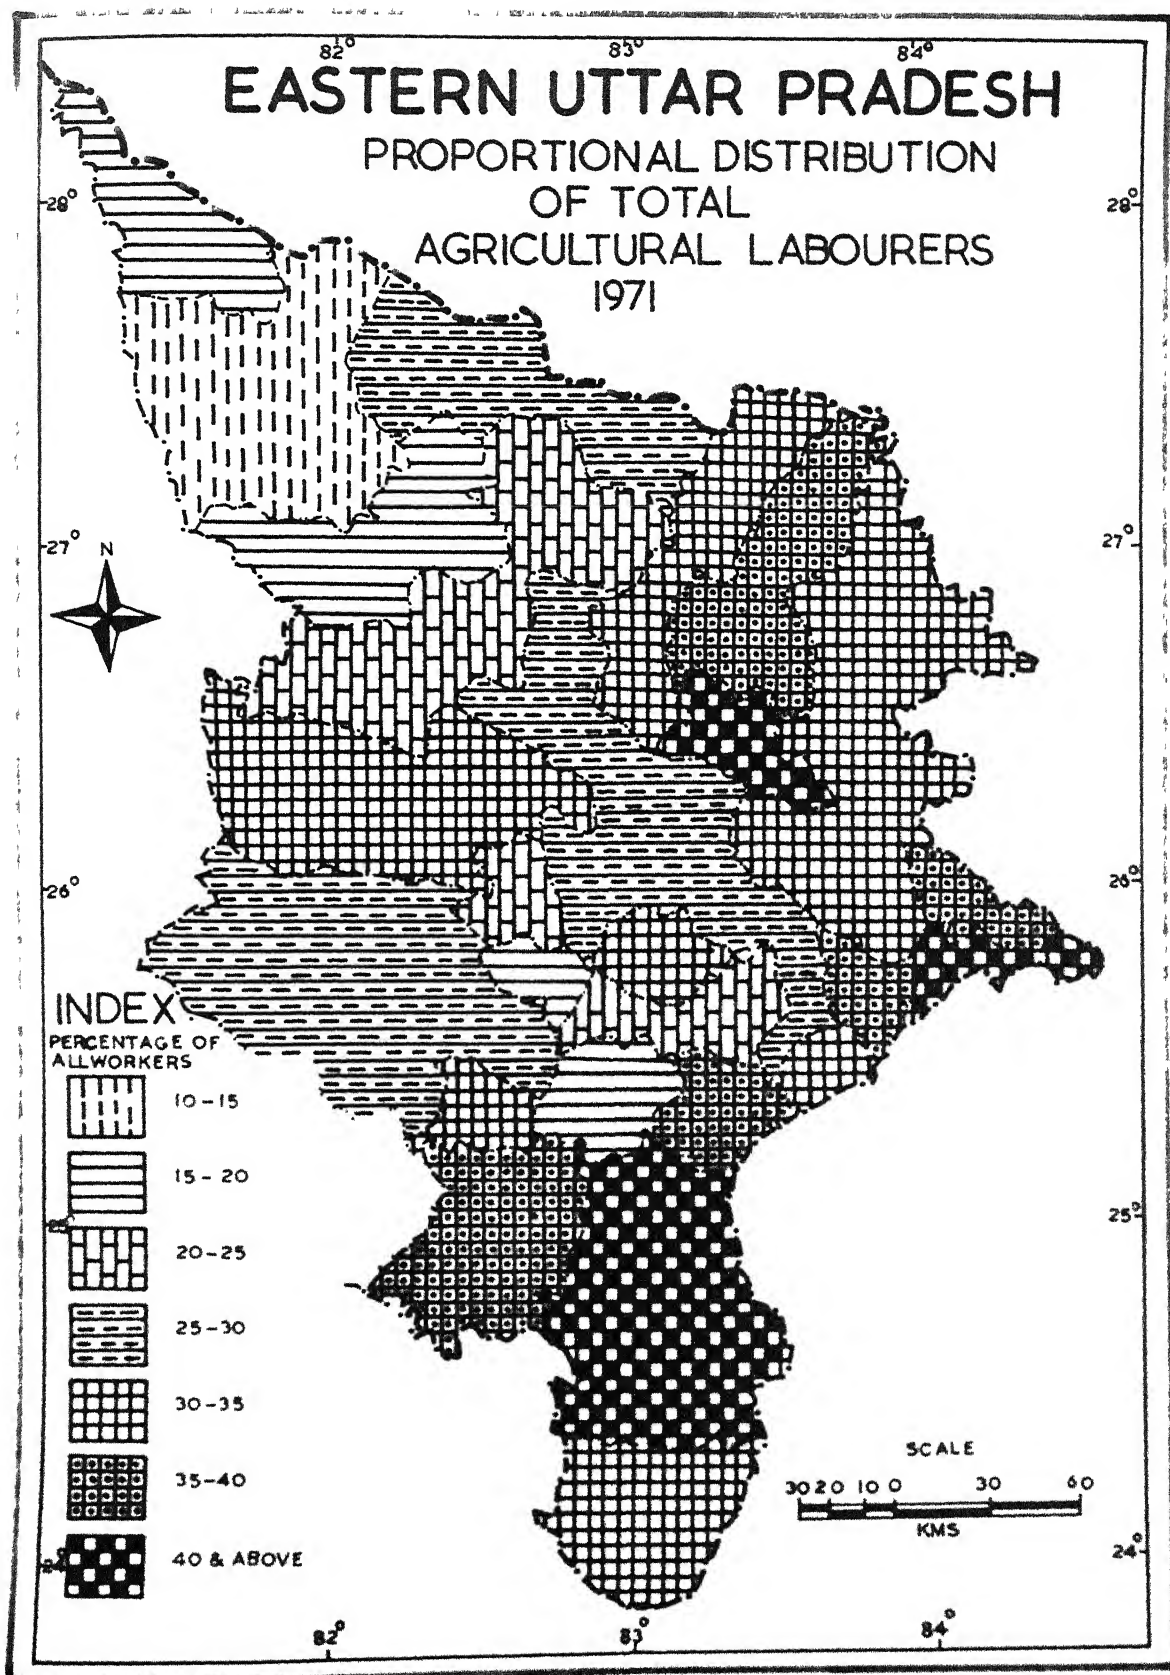 82° 83° 84°
EASTERN UTTAR PRADESH
PROPORTIONAL DISTRIBUTION
OF TOTAL
AGRICULTURAL LABOURERS
1971
28° 28°
27° 27°
N
26° 26°
INDEX
PERCENTAGE OF
ALLWORKERS
10-15
15-20
20-25
25-30
30-35
35-40
40 & ABOVE
25° 25°
SCALE
30 20 10 0 30 60
KMS
24° 24°
82° 83° 84°